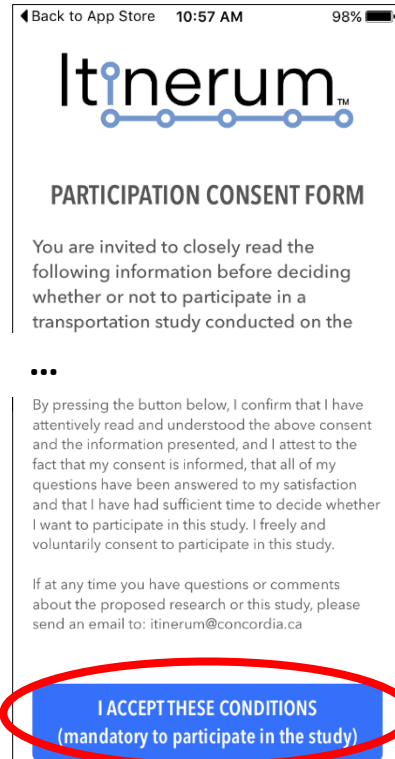 Back to App Store 10:57 AM 98%
Itinerum™
PARTICIPATION CONSENT FORM
You are invited to closely read the
following information before deciding
whether or not to participate in a
transportation study conducted on the
...
By pressing the button below, I confirm that I have
attentively read and understood the above consent
and the information presented, and I attest to the
fact that my consent is informed, that all of my
questions have been answered to my satisfaction
and that I have had sufficient time to decide whether
I want to participate in this study. I freely and
voluntarily consent to participate in this study.
If at any time you have questions or comments
about the proposed research or this study, please
send an email to: itinerum@concordia.ca
I ACCEPT THESE CONDITIONS
(mandatory to participate in the study)